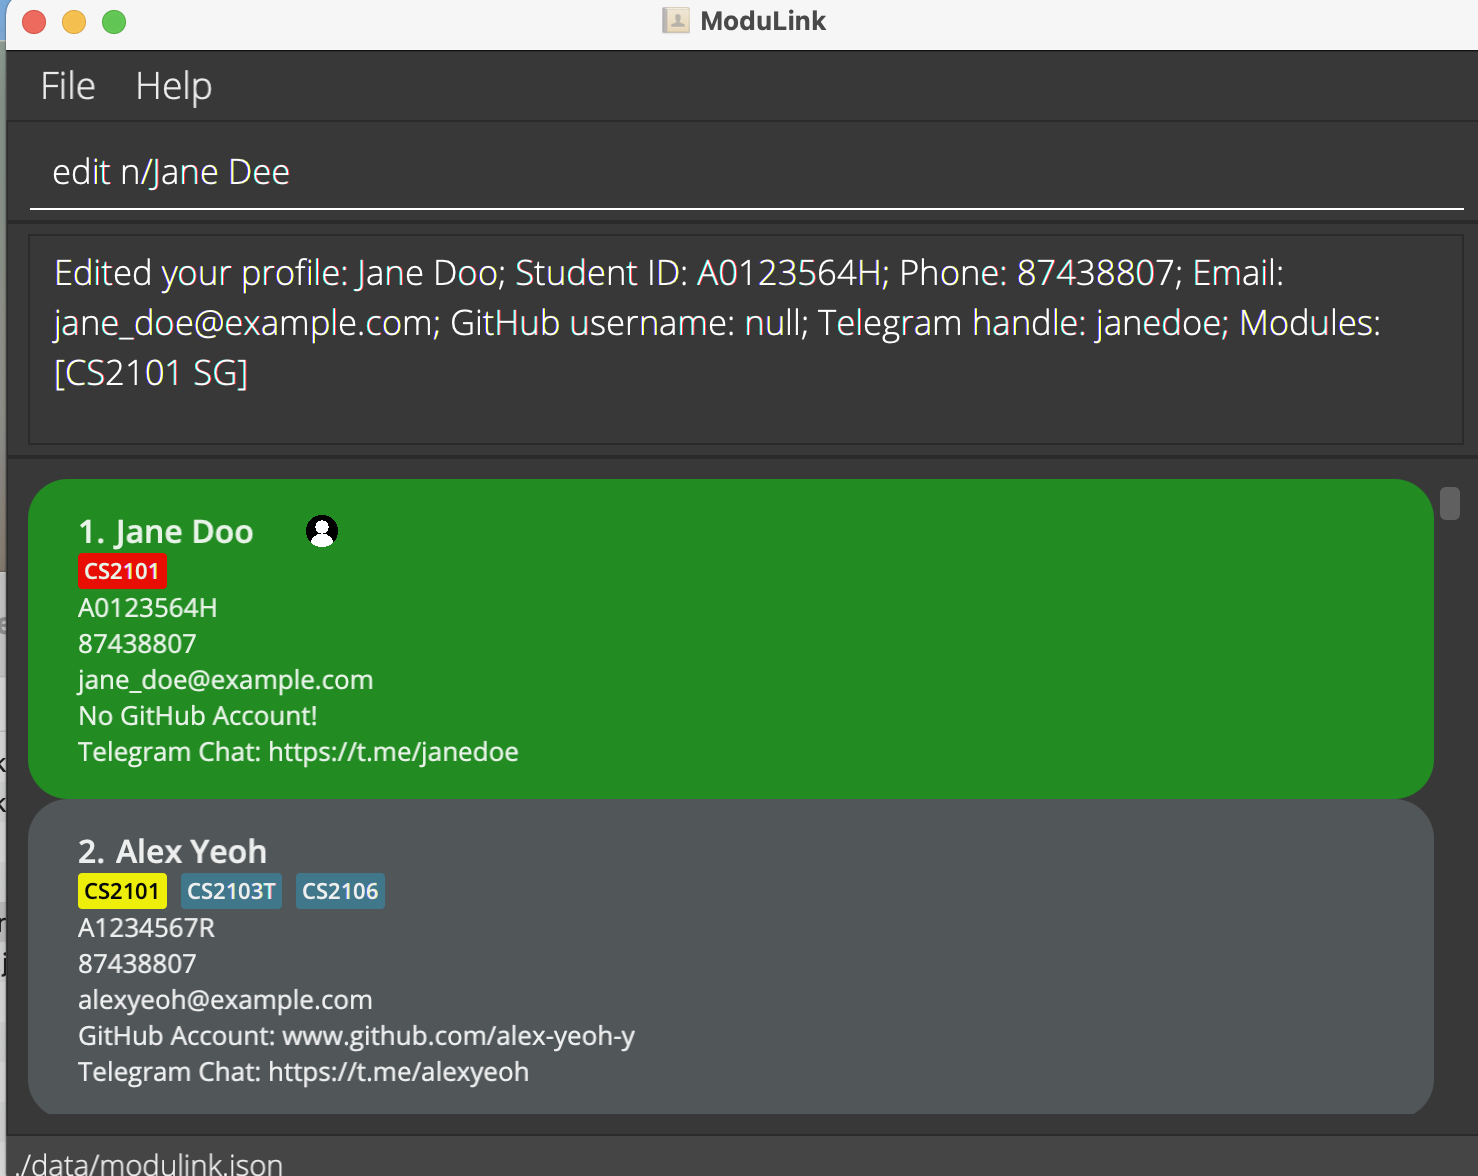 ModuLink
File Help
edit n/Jane Dee
Edited your profile: Jane Doo; Student ID: A0123564H; Phone: 87438807; Email:
jane_doe@example.com; GitHub username: null; Telegram handle: janedoe; Modules:
[CS2101 SG]
1. Jane Doo
CS2101
A0123564H
87438807
jane_doe@example.com
No GitHub Account!
Telegram Chat: https://t.me/janedoe
2. Alex Yeoh
CS2101 CS2103T CS2106
A1234567R
87438807
alexyeoh@example.com
GitHub Account: www.github.com/alex-yeoh-y
Telegram Chat: https://t.me/alexyeoh
./data/modulink.json